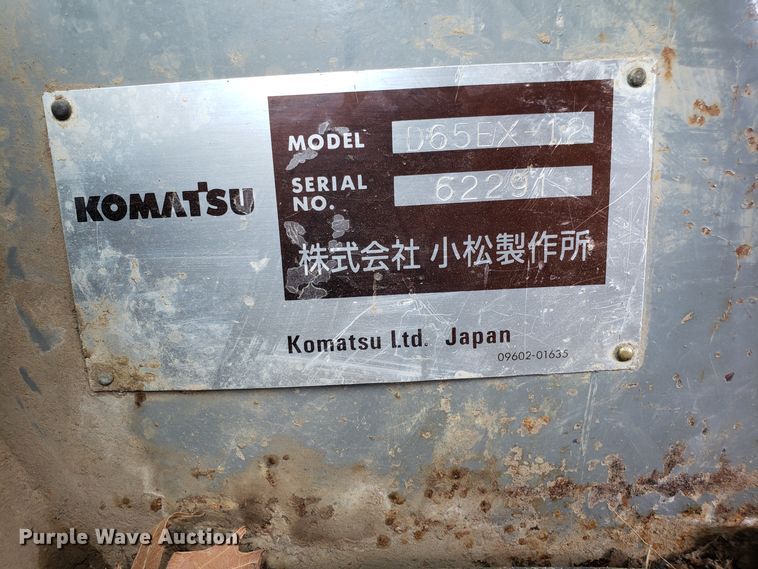 KOMATSU
MODEL D65EX-12
SERIAL NO. 62291
株式会社 小松製作所
Komatsu Ltd. Japan
09602-01635
Purple Wave Auction